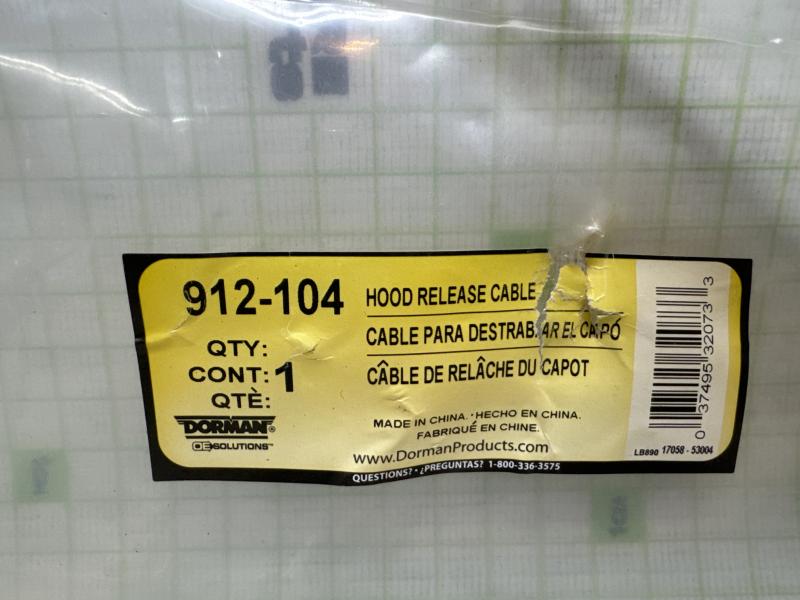 912-104
HOOD RELEASE CABLE
CABLE PARA DESTRABAR EL CAPÓ
CÂBLE DE RELÂCHE DU CAPOT
QTY:
CONT: 1
QTÈ:
DORMAN®
OE SOLUTIONS™
MADE IN CHINA. • HECHO EN CHINA.
FABRIQUÉ EN CHINE.
www.DormanProducts.com
QUESTIONS? • ¿PREGUNTAS? 1-800-336-3575
0 37495 32073 3
LB890 17058 - 53004